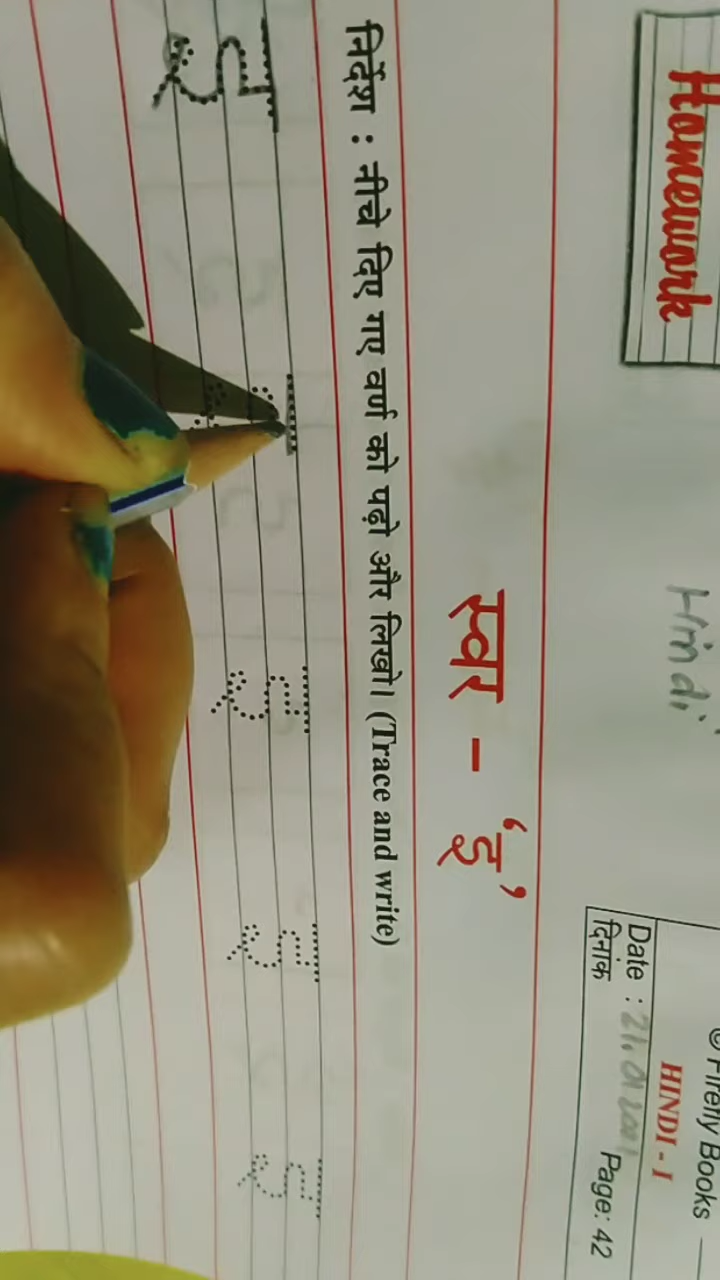 © Firefly Books
HINDI - I
Homework
Hindi
Date :
दिनांक
Page: 42
स्वर - ‘इ’
निर्देश : नीचे दिए गए वर्ण को पढ़ो और लिखो। (Trace and write)
इ इ इ इ इ